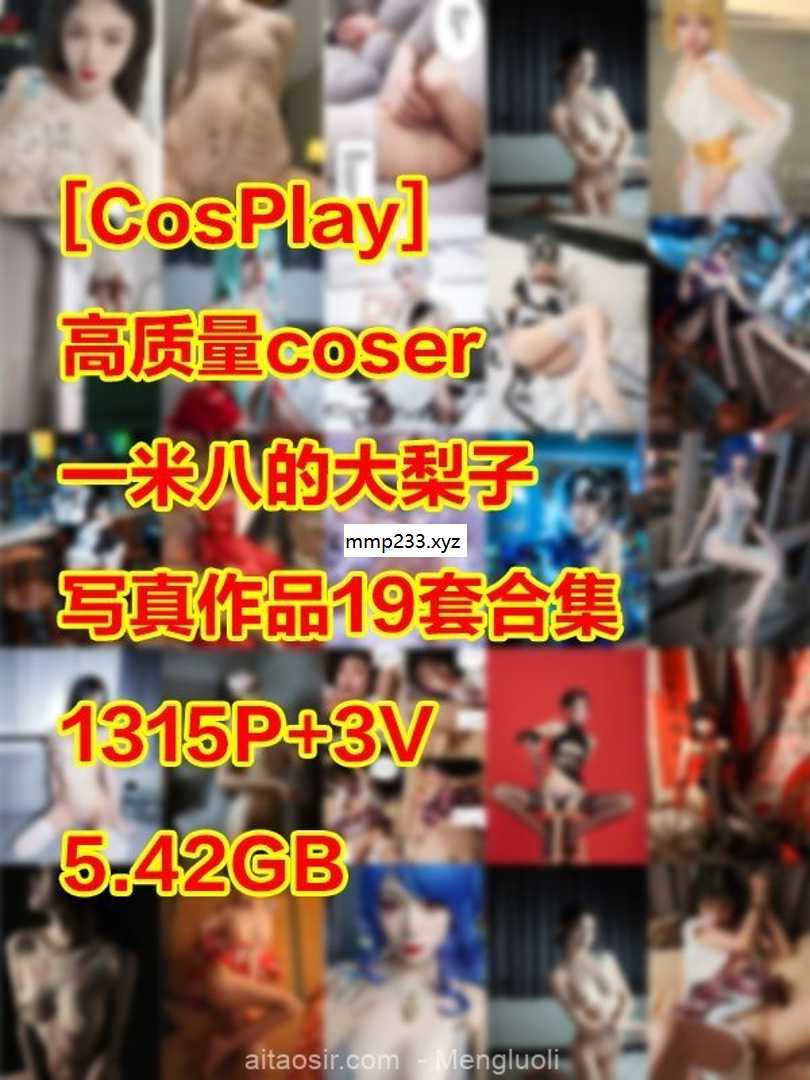 [CosPlay]
高质量coser
一米八的大梨子
mmp233.xyz
写真作品19套合集
1315P+3V
5.42GB
aitaosir.com - Mengluoli